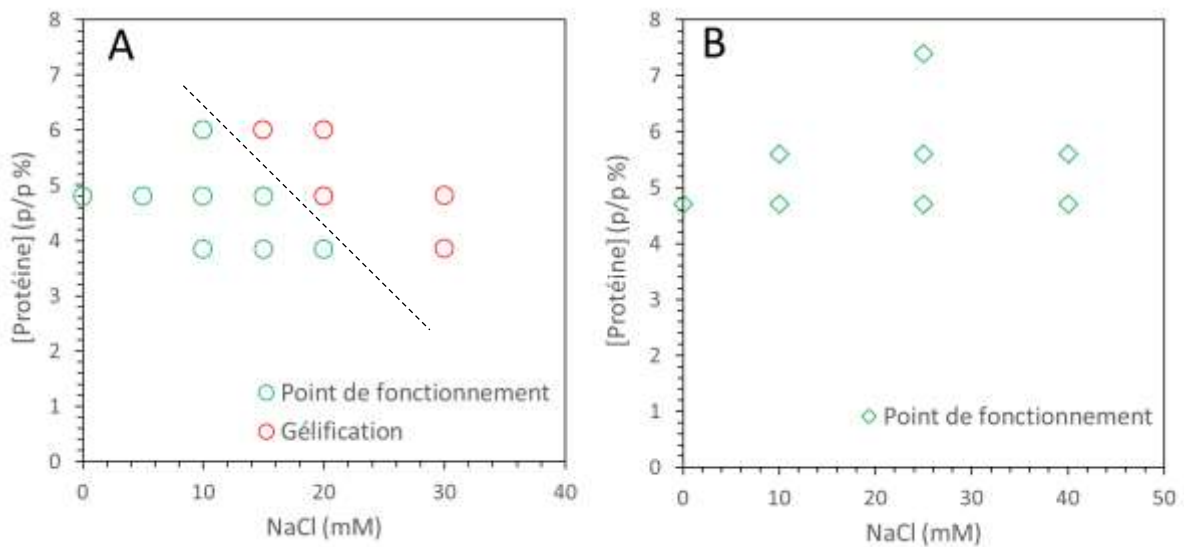 A
8
7
6
5
4
3
2
1
0
[Protéine] (p/p %)
Point de fonctionnement
Gélification
0 10 20 30 40
NaCl (mM)
B
8
7
6
5
4
3
2
1
0
[Protéine] (p/p %)
Point de fonctionnement
0 10 20 30 40 50
NaCl (mM)